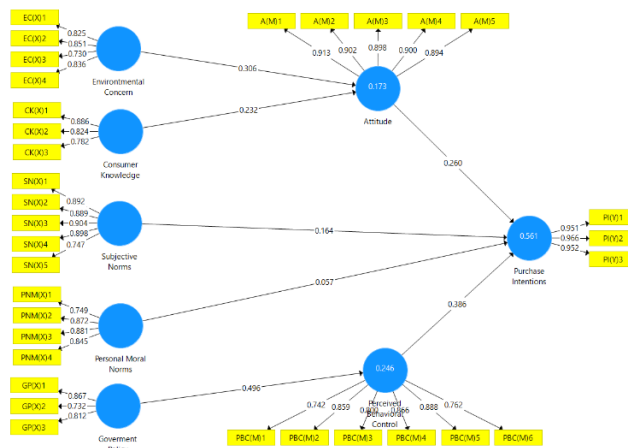 EC(X)1
EC(X)2
EC(X)3
EC(X)4
0.825
0.851
0.730
0.836
Environmental
Concern
CK(X)1
CK(X)2
CK(X)3
0.886
0.824
0.782
Consumer
Knowledge
SN(X)1
SN(X)2
SN(X)3
SN(X)4
SN(X)5
0.892
0.889
0.904
0.898
0.747
Subjective
Norms
PNM(X)1
PNM(X)2
PNM(X)3
PNM(X)4
0.749
0.872
0.881
0.845
Personal Moral
Norms
GP(X)1
GP(X)2
GP(X)3
0.867
0.732
0.812
Goverment
0.306
0.232
0.164
0.057
0.496
A(M)1
A(M)2
A(M)3
A(M)4
A(M)5
0.913
0.902
0.898
0.900
0.894
0.173
Attitude
0.260
0.386
0.561
Purchase
Intentions
0.951
0.966
0.952
PI(Y)1
PI(Y)2
PI(Y)3
0.246
Perceived
Behavioral
Control
0.742
0.859
0.888
0.762
PBC(M)1
PBC(M)2
PBC(M)3
PBC(M)4
PBC(M)5
PBC(M)6